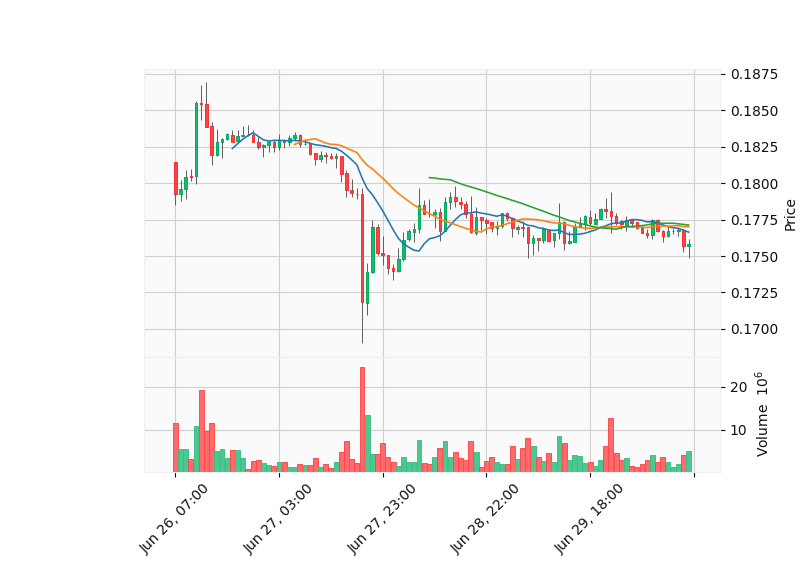 0.1875
0.1850
0.1825
0.1800
0.1775
0.1750
0.1725
0.1700
Price
20
10
Volume 10^6
Jun 26, 07:00
Jun 27, 03:00
Jun 27, 23:00
Jun 28, 22:00
Jun 29, 18:00